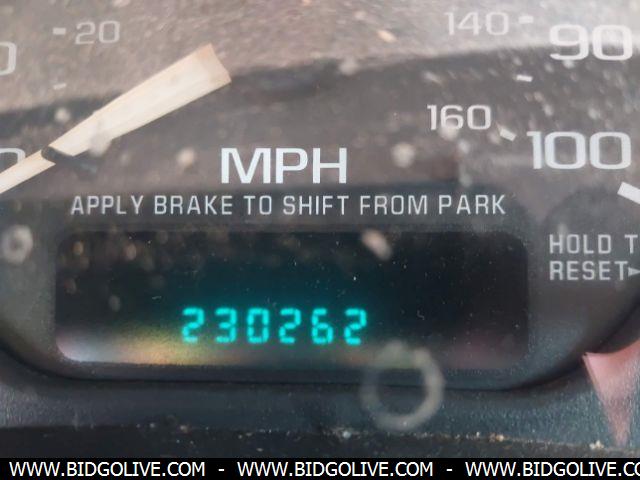 20
140
90
160
100
MPH
APPLY BRAKE TO SHIFT FROM PARK
HOLD T
RESET
230262
WWW.BIDGOLIVE.COM - WWW.BIDGOLIVE.COM - WWW.BIDGOLIVE.COM